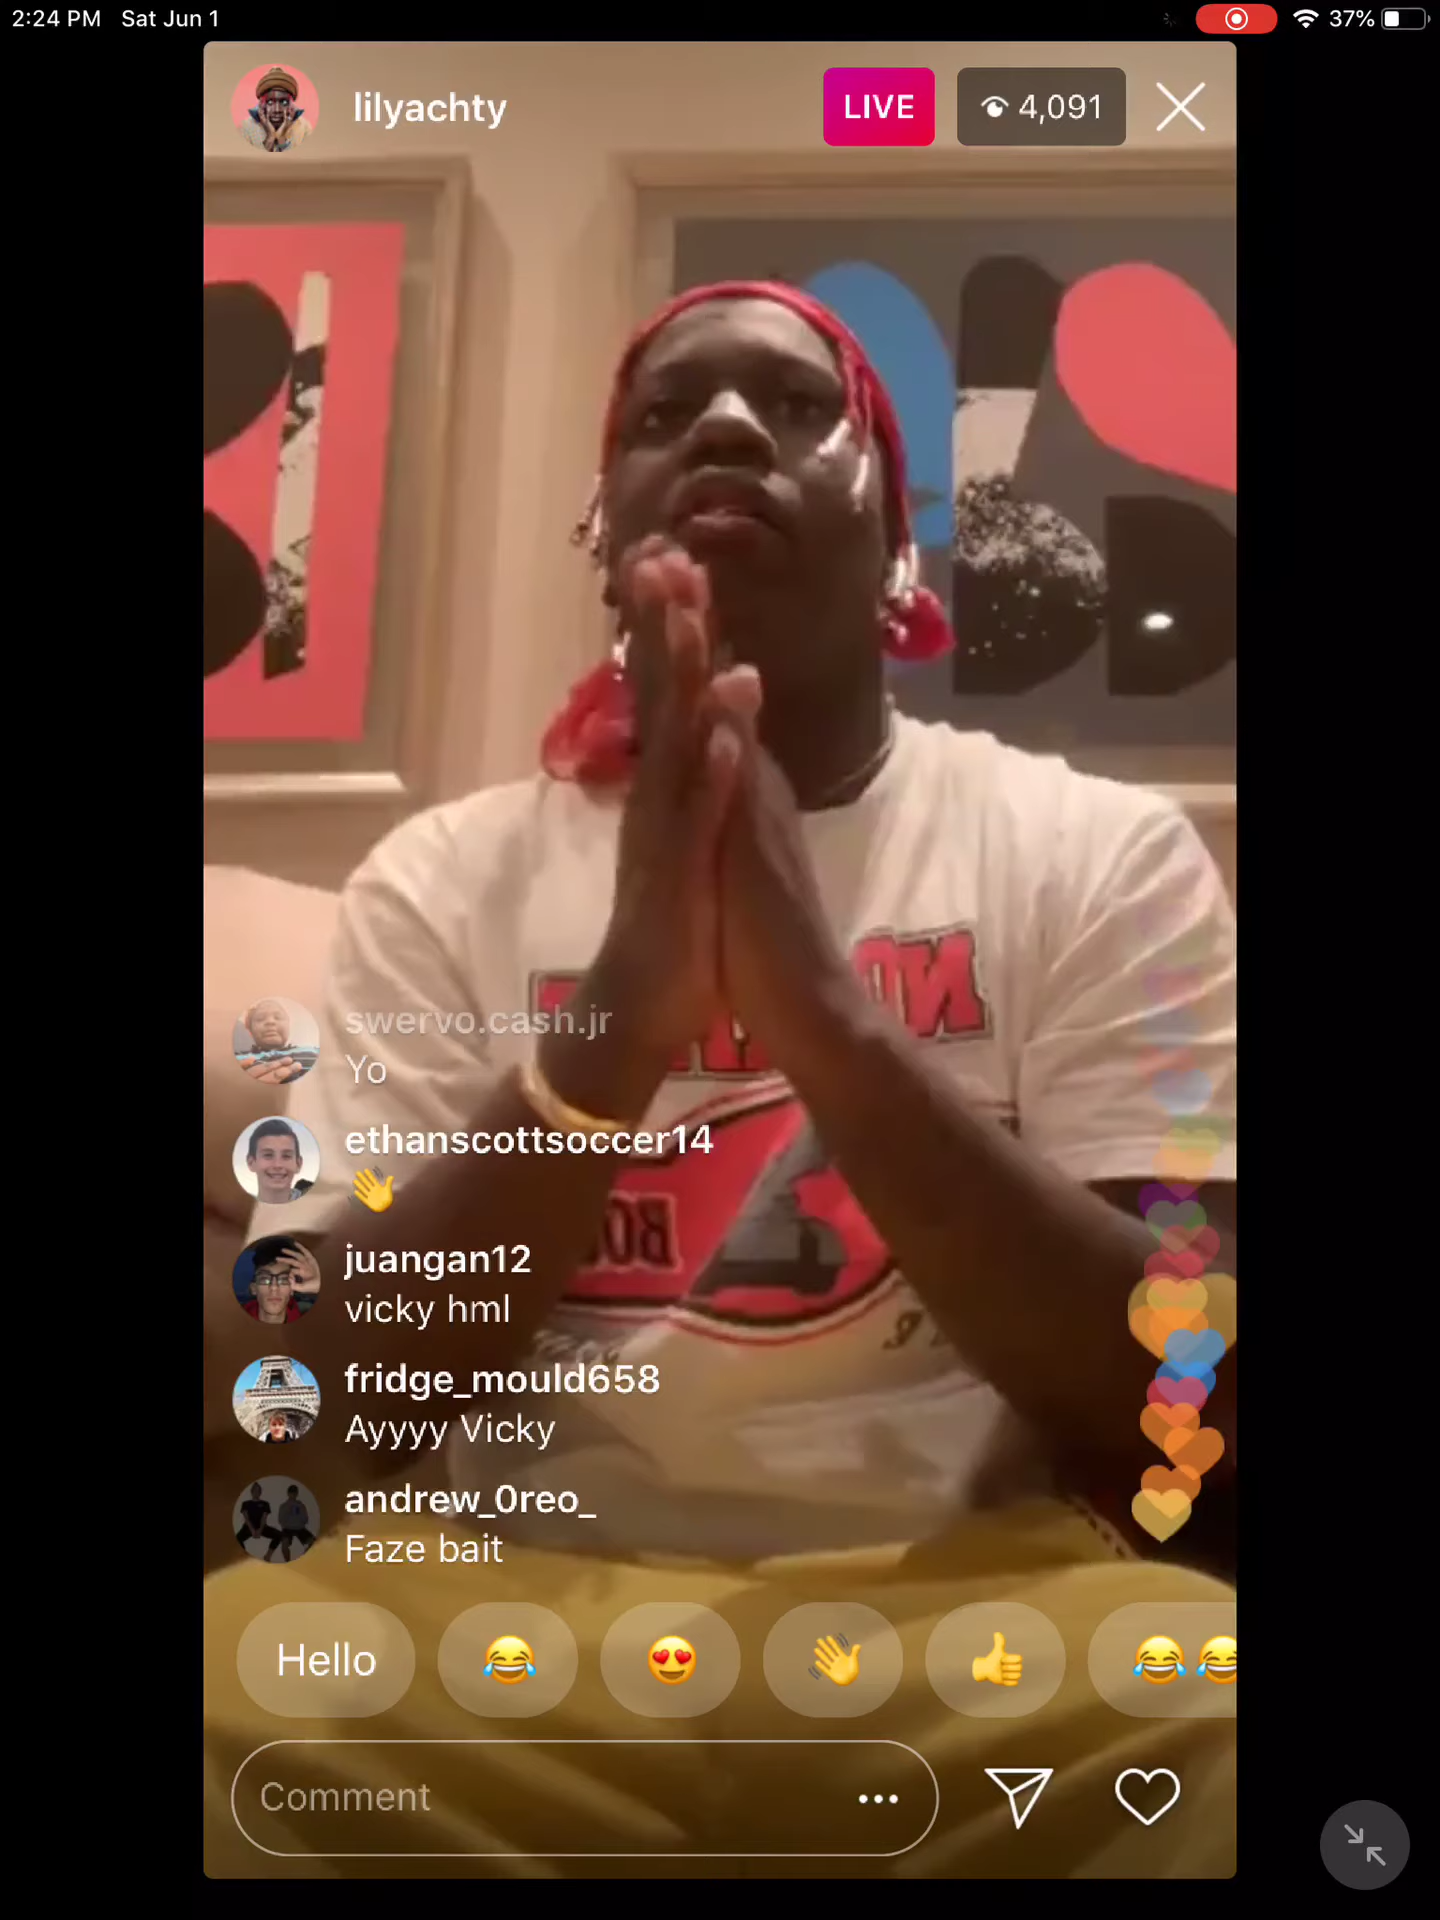 2:24 PM Sat Jun 1
37%
lilyachty
LIVE
4,091
swervo.cash.jr
Yo
ethanscottsoccer14
👋
juangan12
vicky hml
fridge_mould658
Ayyyy Vicky
andrew_0reo_
Faze bait
Hello 😂 😍 👋 👍 😂😂
Comment